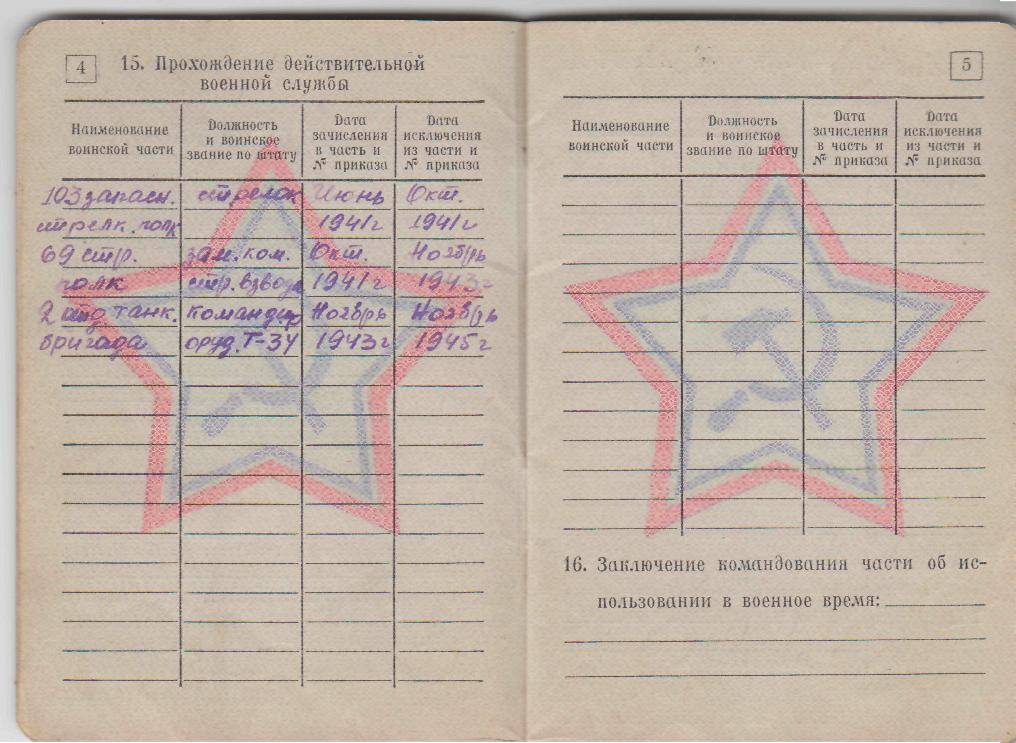 4
15. Прохождение действительной
военной службы
Наименование
воинской части
Должность
и воинское
звание по штату
Дата
зачисления
в часть и
№ приказа
Дата
исключения
из части и
№ приказа
103 запасн. стрелок Июнь Окт.
стрелк. полк 1941г 1941г
69 стр. зам. ком. Окт. Ноябрь
полк стр. взвода 1941г 1943г
2 отд. танк. командир Ноябрь Ноябрь
бригада оруд. Т-34 1943г 1945г
5
Наименование
воинской части
Должность
и воинское
звание по штату
Дата
зачисления
в часть и
№ приказа
Дата
исключения
из части и
№ приказа
16. Заключение командования части об ис-
пользовании в военное время: